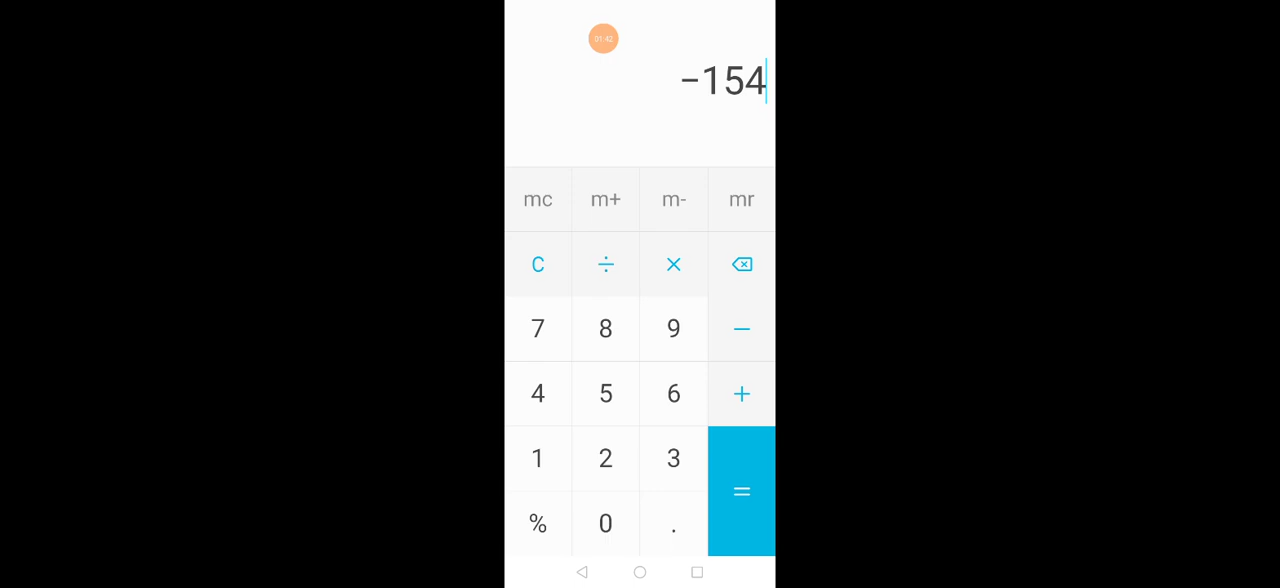 01:42
−154
mc m+ m- mr
C ÷ ×
7 8 9 −
4 5 6 +
1 2 3
=
% 0 .